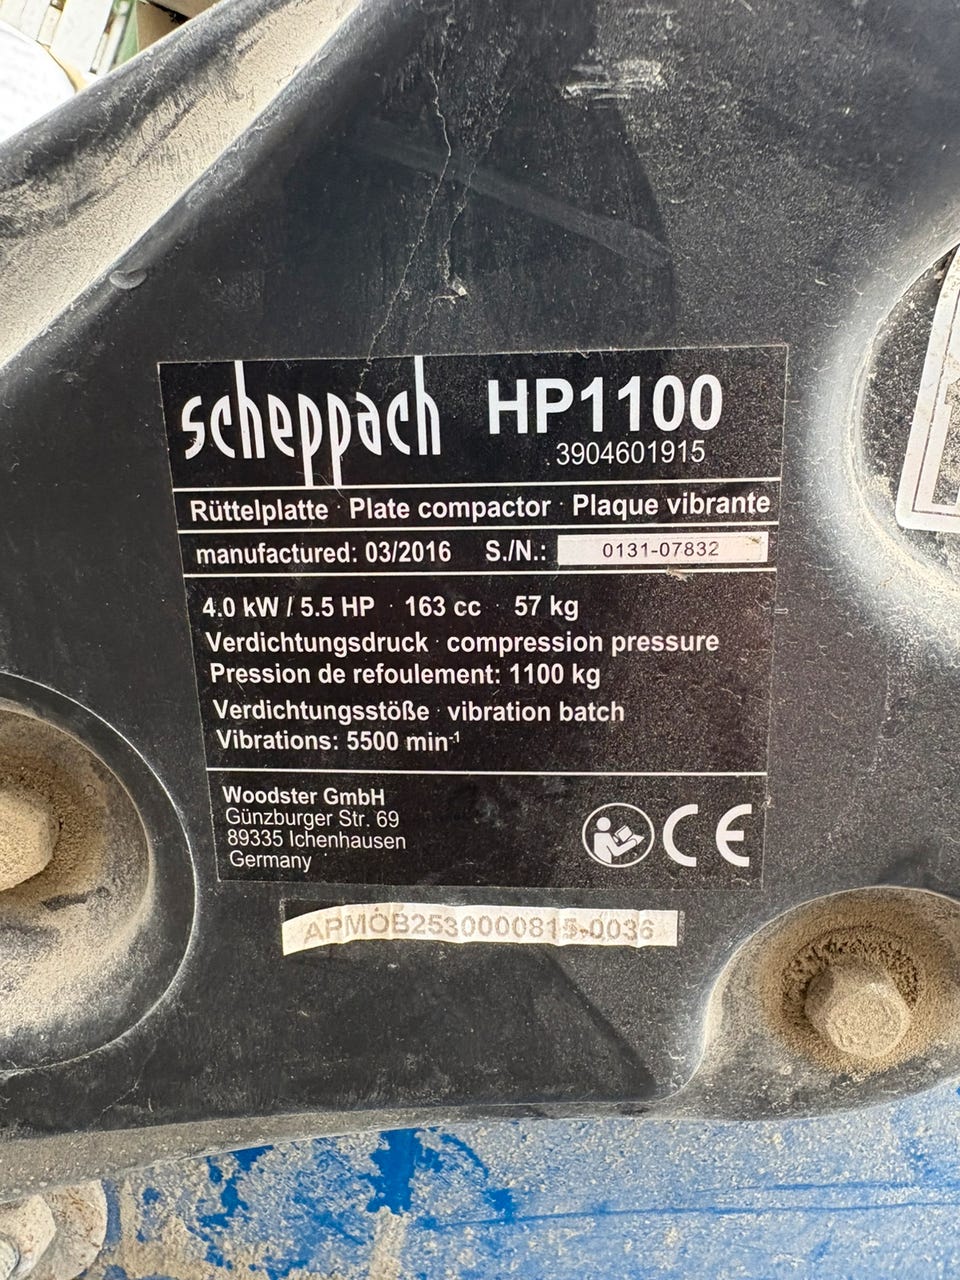 scheppach HP1100
3904601915
Rüttelplatte · Plate compactor · Plaque vibrante
manufactured: 03/2016 S./N.: 0131-07832
4.0 kW / 5.5 HP · 163 cc · 57 kg
Verdichtungsdruck · compression pressure
Pression de refoulement: 1100 kg
Verdichtungsstöße · vibration batch
Vibrations: 5500 min⁻¹
Woodster GmbH
Günzburger Str. 69
89335 Ichenhausen
Germany
CE
APMOB2530000815-0036